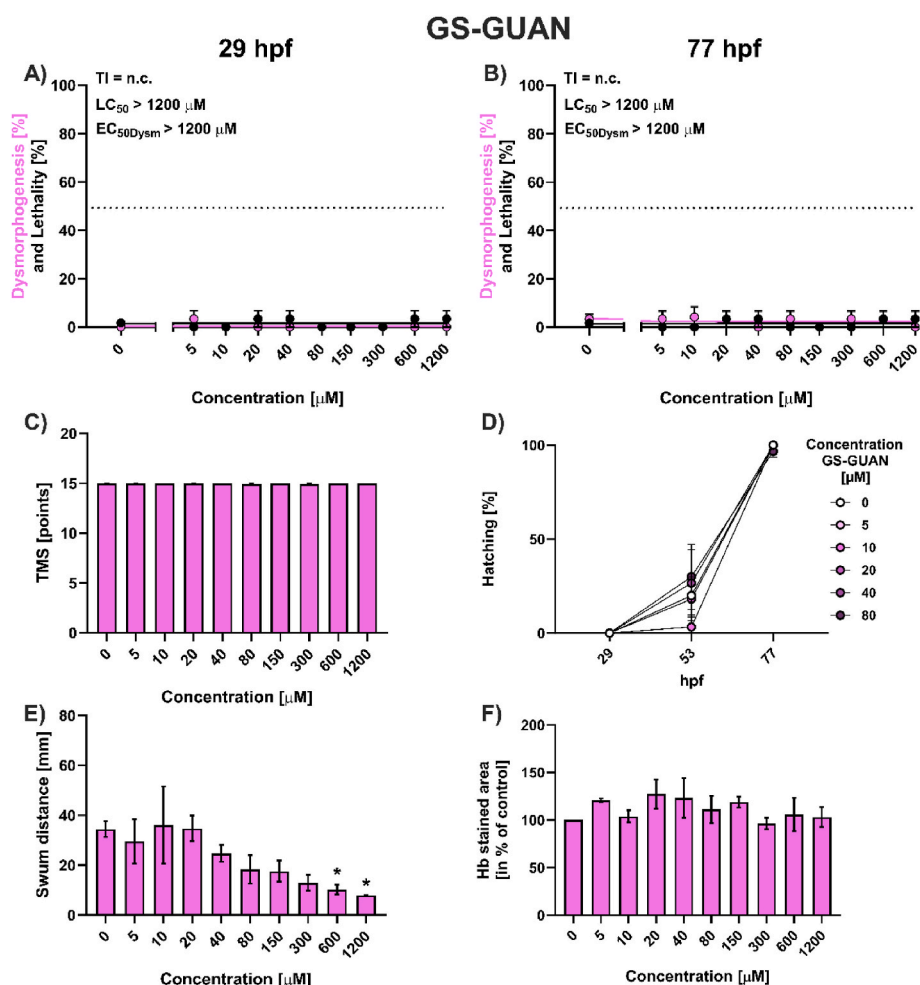 GS-GUAN
29 hpf
77 hpf
A)
TI = n.c.
LC50 > 1200 μM
EC50Dysm > 1200 μM
Dysmorphogenesis [%]
and Lethality [%]
100
80
60
40
20
0
0
5
10
20
40
80
150
300
600
1200
Concentration [μM]
B)
TI = n.c.
LC50 > 1200 μM
EC50Dysm > 1200 μM
Dysmorphogenesis [%]
and Lethality [%]
100
80
60
40
20
0
0
5
10
20
40
80
150
300
600
1200
Concentration [μM]
C)
TMS [points]
20
15
10
5
0
0
5
10
20
40
80
150
300
600
1200
Concentration [μM]
D)
Hatching [%]
100
50
0
29
53
77
hpf
Concentration
GS-GUAN
[μM]
0
5
10
20
40
80
E)
Swum distance [mm]
80
60
40
20
0
*
*
0
5
10
20
40
80
150
300
600
1200
Concentration [μM]
F)
Hb stained area
[in % of control]
200
150
100
50
0
0
5
10
20
40
80
150
300
600
1200
Concentration [μM]